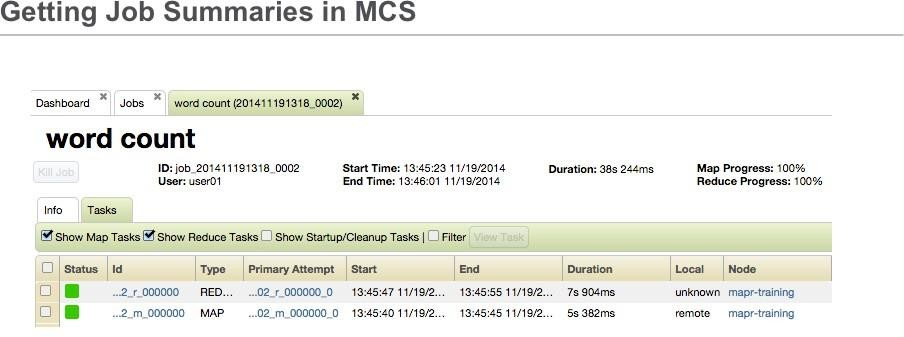 Getting Job Summaries in MCS
Dashboard Jobs word count (201411191318_0002)
word count
Kill Job ID: job_201411191318_0002 Start Time: 13:45:23 11/19/2014 Duration: 38s 244ms Map Progress: 100%
User: user01 End Time: 13:46:01 11/19/2014 Reduce Progress: 100%
Info Tasks
Show Map Tasks Show Reduce Tasks Show Startup/Cleanup Tasks | Filter View Task
Status Id Type Primary Attempt Start End Duration Local Node
...2_r_000000 RED... ...02_r_000000_0 13:45:47 11/19/2... 13:45:55 11/19/2... 7s 904ms unknown mapr-training
...2_m_000000 MAP ...02_m_000000_0 13:45:40 11/19/2... 13:45:45 11/19/2... 5s 382ms remote mapr-training